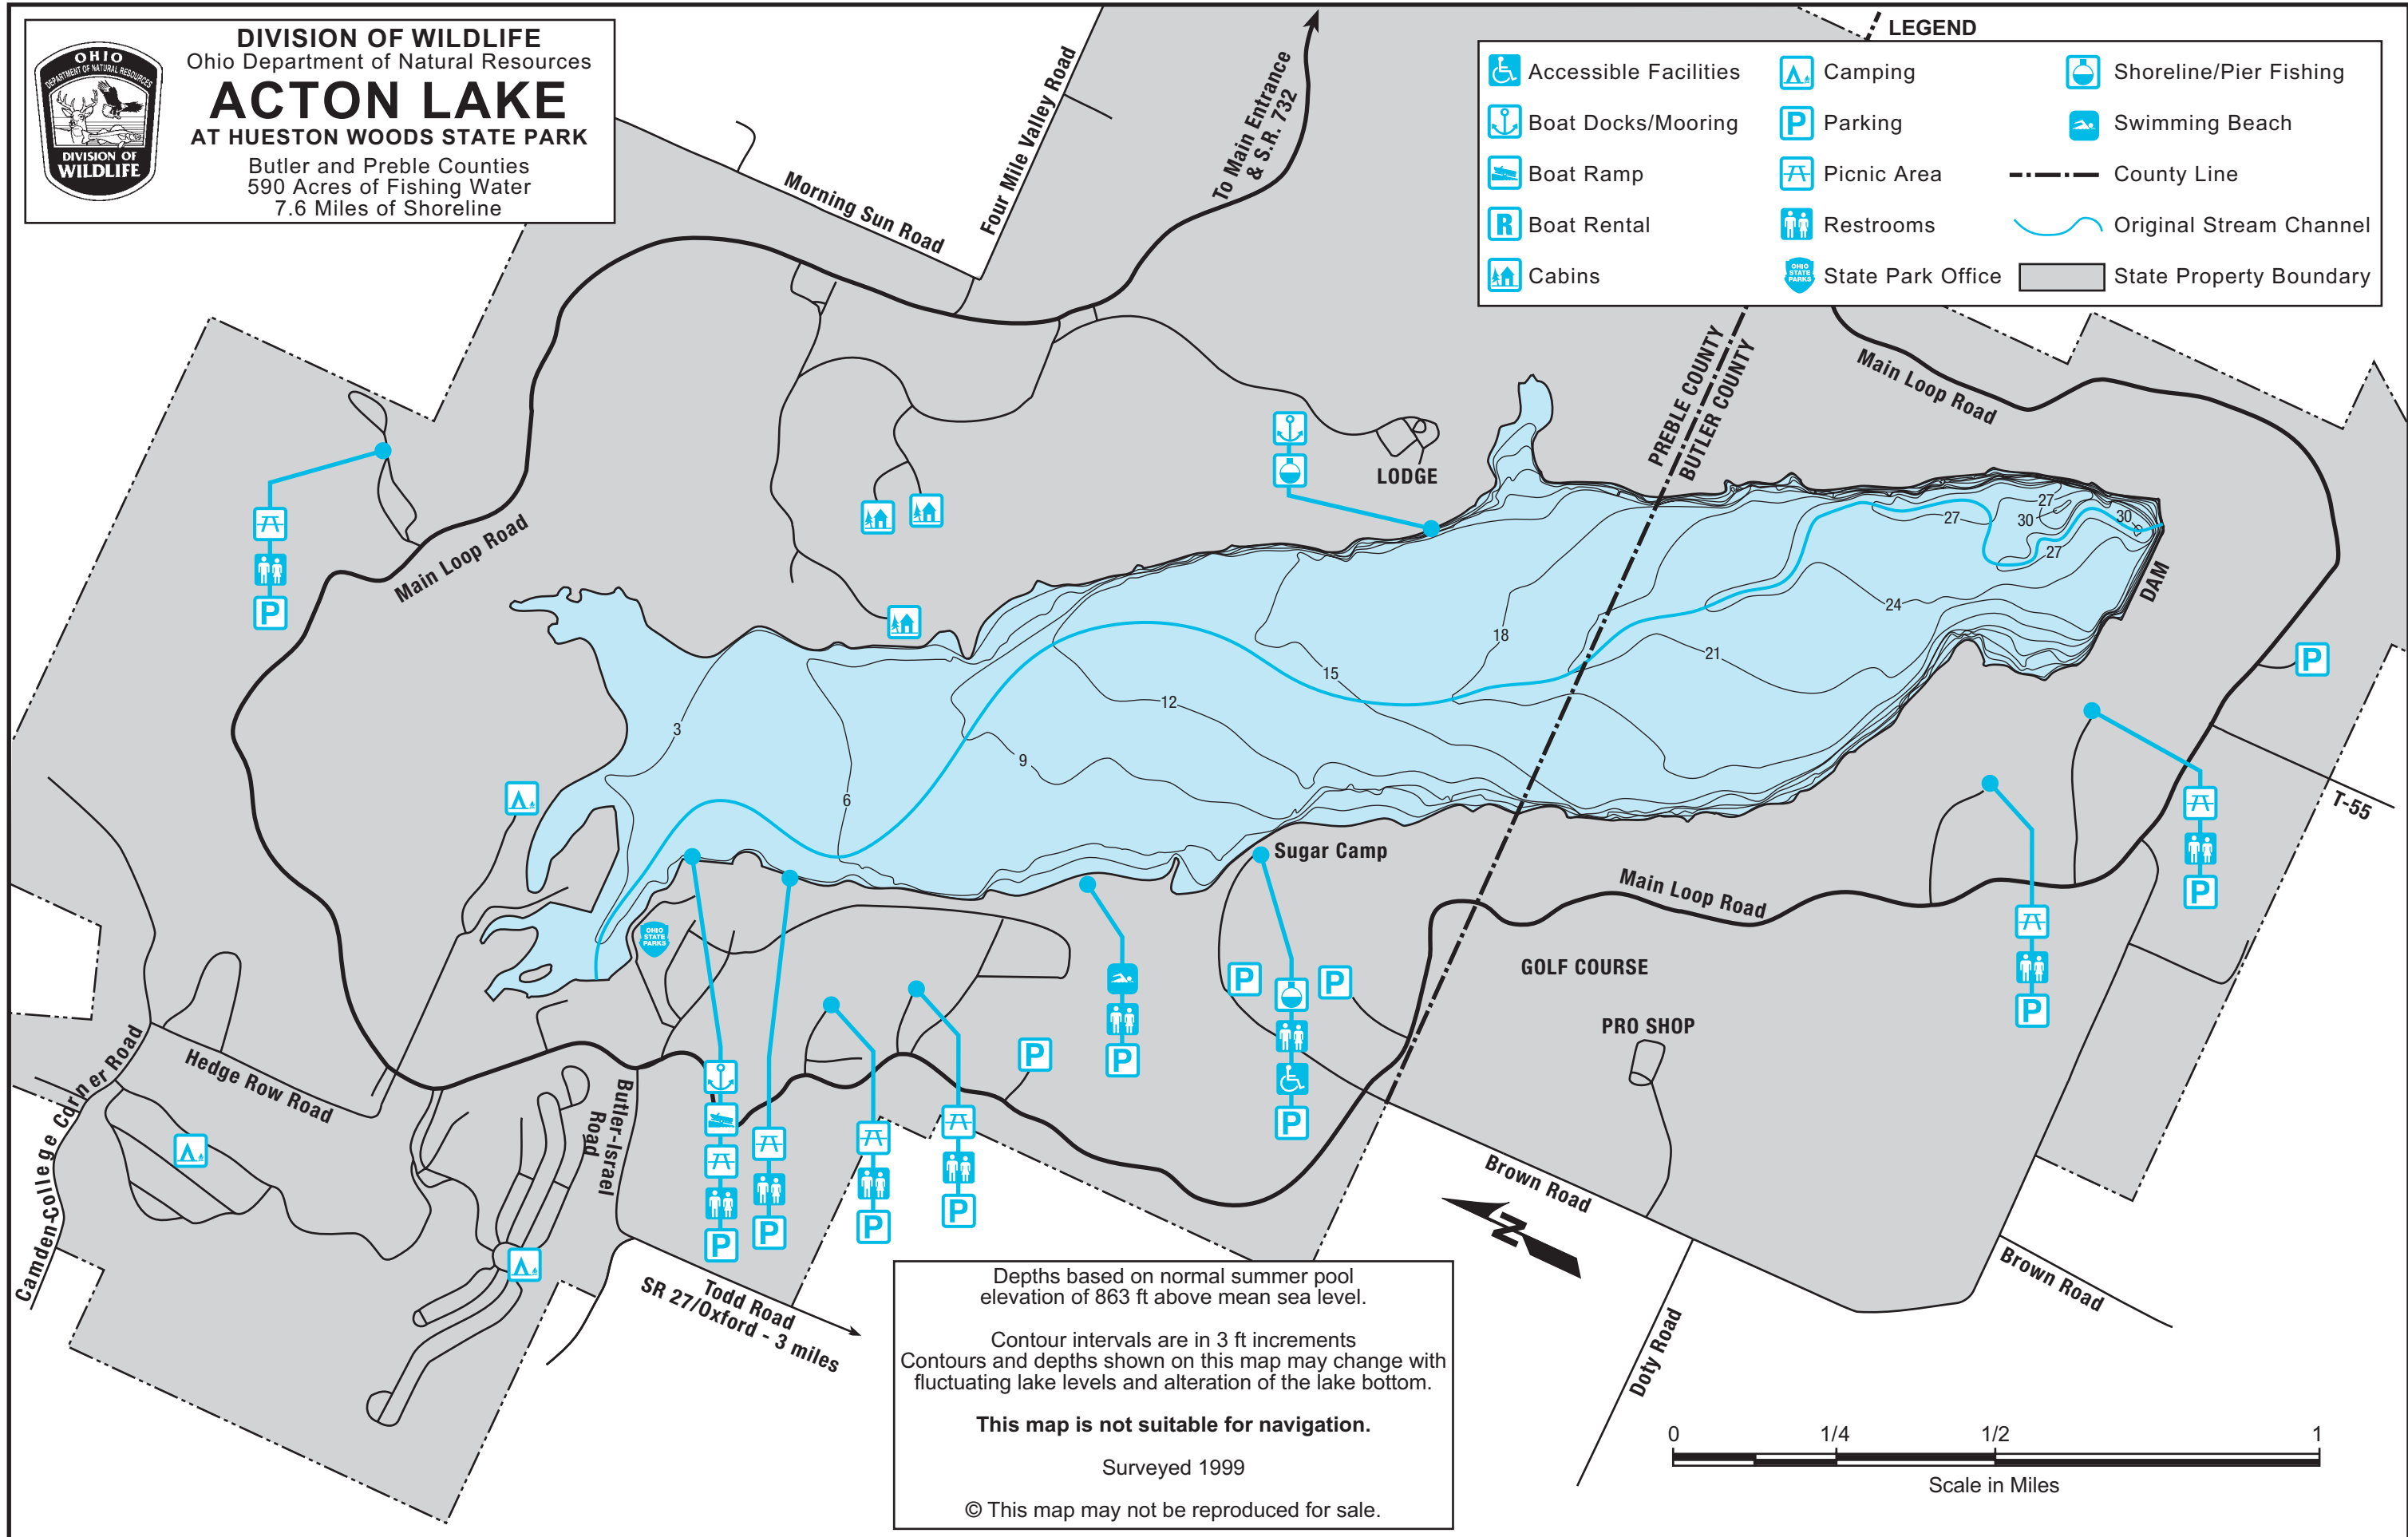 DIVISION OF WILDLIFE
Ohio Department of Natural Resources
ACTON LAKE
AT HUESTON WOODS STATE PARK
Butler and Preble Counties
590 Acres of Fishing Water
7.6 Miles of Shoreline
OHIO
DEPARTMENT OF NATURAL RESOURCES
DIVISION OF
WILDLIFE
LEGEND
Accessible Facilities
Boat Docks/Mooring
Boat Ramp
R Boat Rental
Cabins
Camping
P Parking
Picnic Area
Restrooms
OHIO
STATE
PARKS
State Park Office
Shoreline/Pier Fishing
Swimming Beach
County Line
Original Stream Channel
State Property Boundary
Morning Sun Road
Four Mile Valley Road
To Main Entrance
& S.R. 732
PREBLE COUNTY
BUTLER COUNTY
Main Loop Road
LODGE
Main Loop Road
P
27
27
30
30
27
DAM
24
18
21
15
12
3
9
6
P
T-55
Sugar Camp
Main Loop Road
P
OHIO
STATE
PARKS
GOLF COURSE
P
P
P
PRO SHOP
P
P
Camden-College Corner Road
Hedge Row Road
Butler-Israel
Road
P
P
P
P
P
Brown Road
N
Brown Road
Todd Road
SR 27/Oxford - 3 miles
Doty Road
Depths based on normal summer pool
elevation of 863 ft above mean sea level.
Contour intervals are in 3 ft increments
Contours and depths shown on this map may change with
fluctuating lake levels and alteration of the lake bottom.
This map is not suitable for navigation.
Surveyed 1999
© This map may not be reproduced for sale.
0 1/4 1/2 1
Scale in Miles